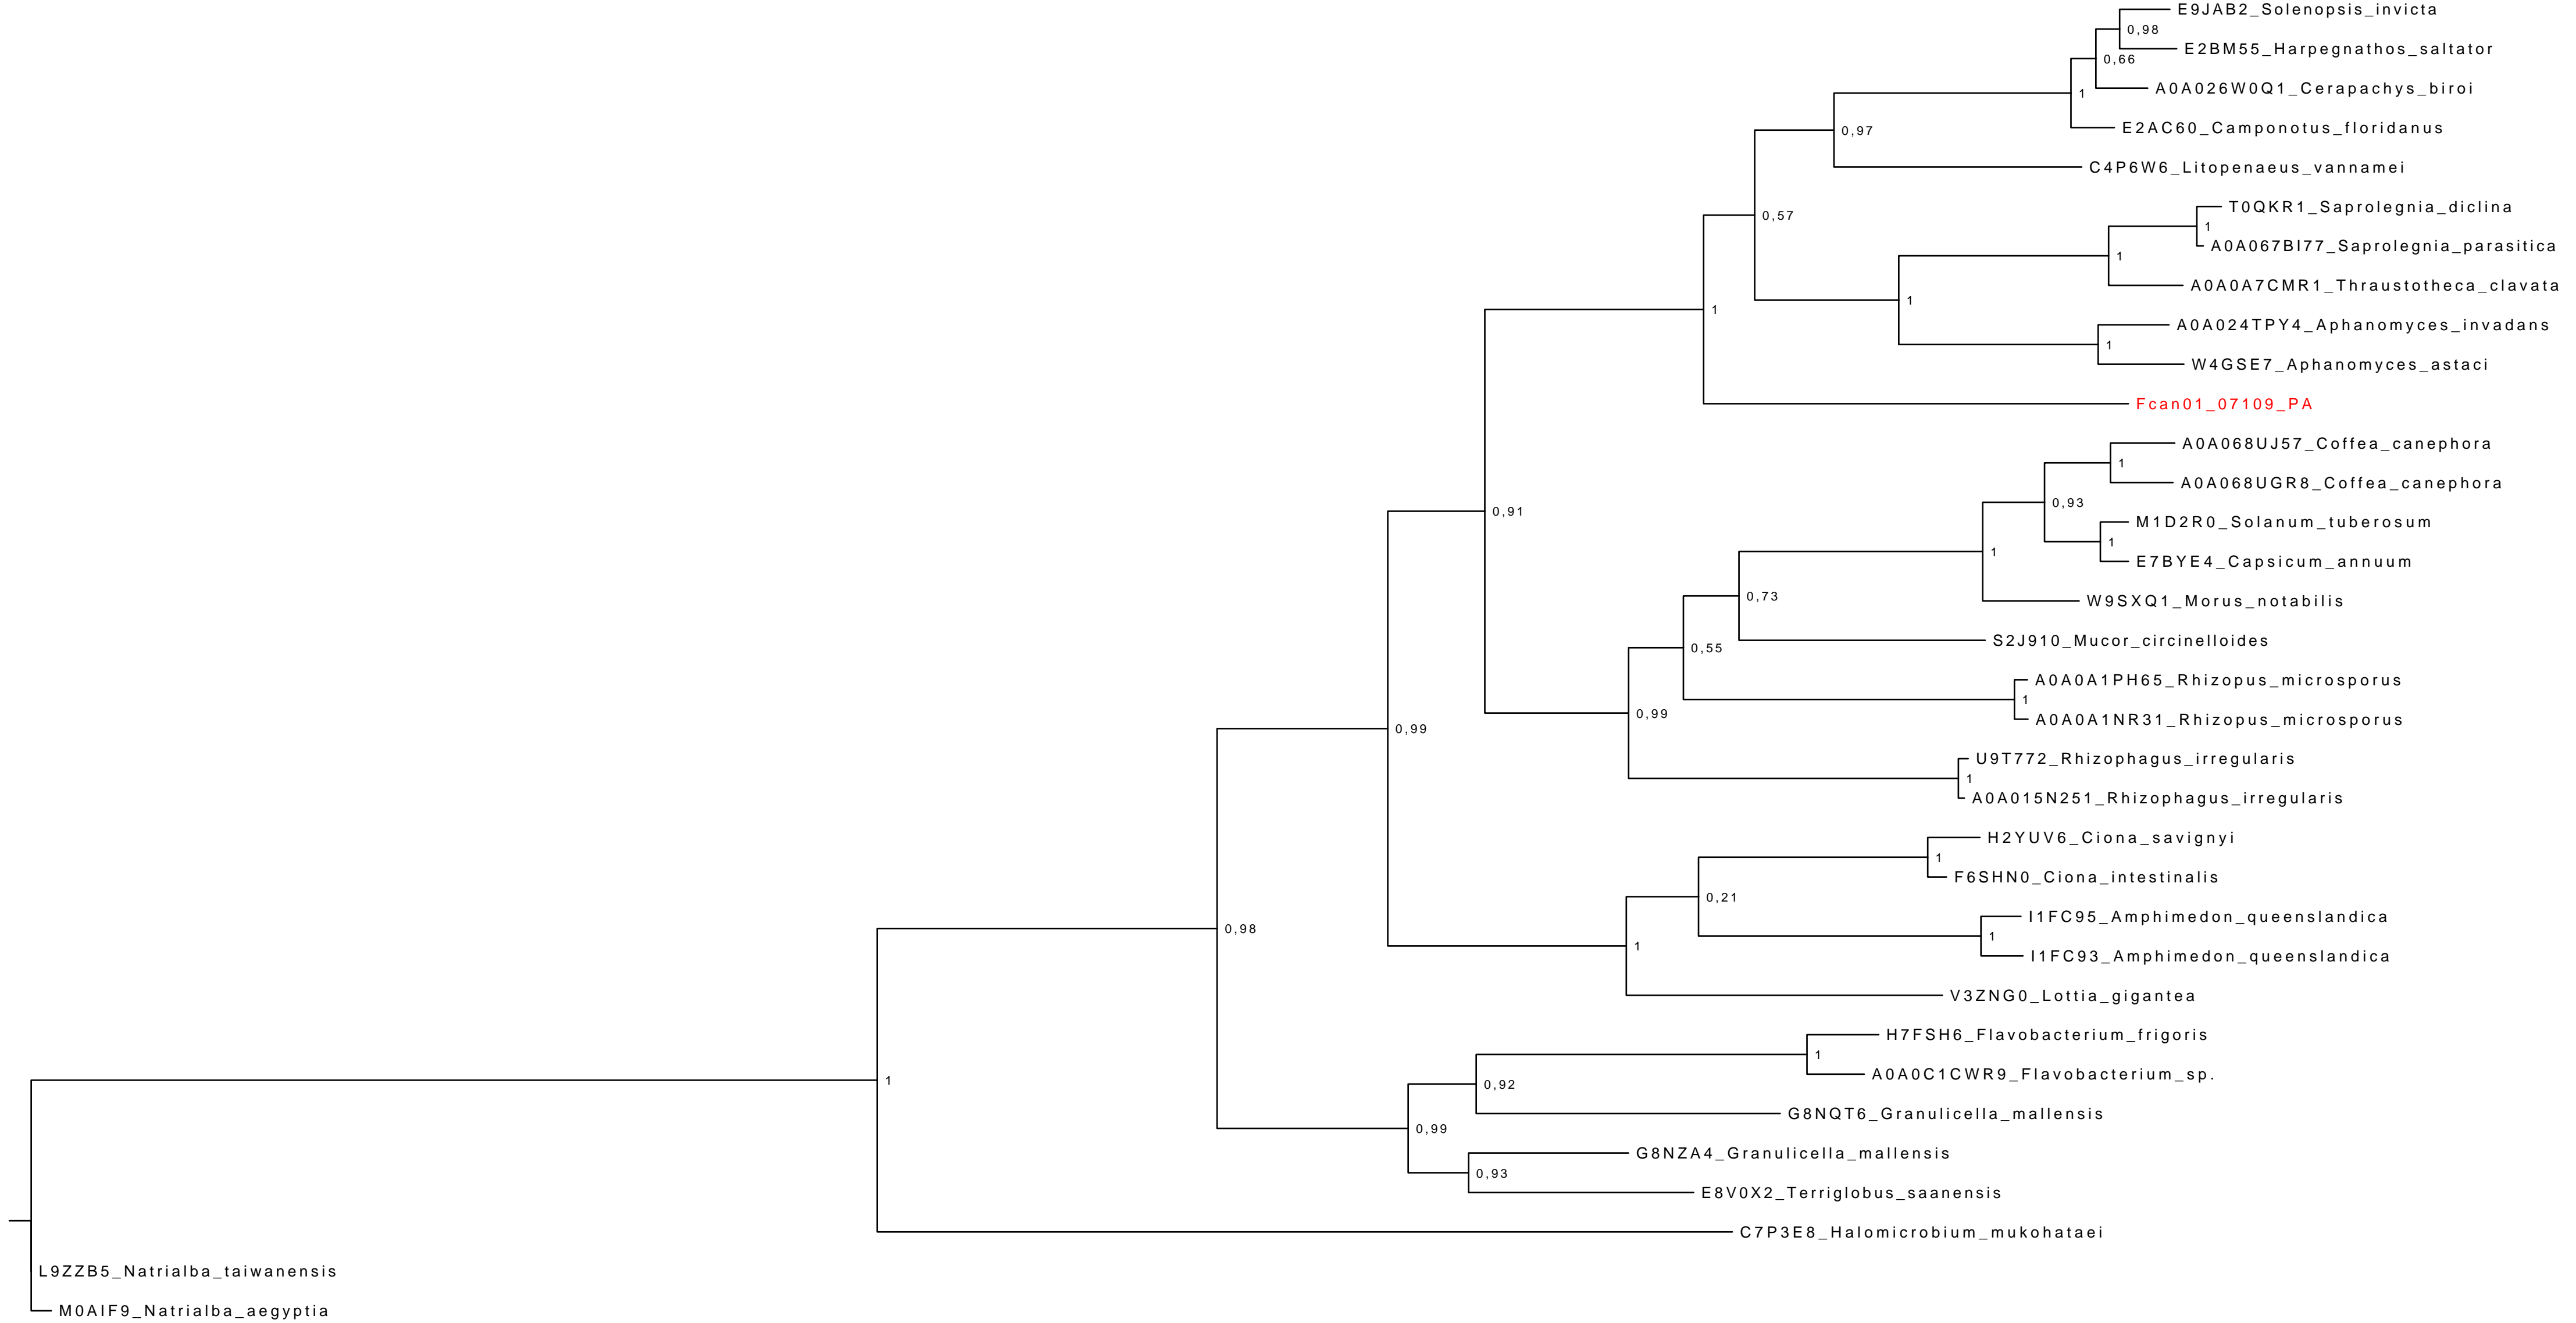 E9JAB2_Solenopsis_invicta
0,98
E2BM55_Harpegnathos_saltator
0,66
A0A026W0Q1_Cerapachys_biroi
1
E2AC60_Camponotus_floridanus
0,97
C4P6W6_Litopenaeus_vannamei
T0QKR1_Saprolegnia_diclina
0,57
1
A0A067BI77_Saprolegnia_parasitica
1
A0A0A7CMR1_Thraustotheca_clavata
1
1
A0A024TPY4_Aphanomyces_invadans
1
W4GSE7_Aphanomyces_astaci
Fcan01_07109_PA
A0A068UJ57_Coffea_canephora
1
A0A068UGR8_Coffea_canephora
0,93
0,91
M1D2R0_Solanum_tuberosum
1
1
E7BYE4_Capsicum_annuum
0,73
W9SXQ1_Morus_notabilis
S2J910_Mucor_circinelloides
0,55
A0A0A1PH65_Rhizopus_microsporus
1
0,99
A0A0A1NR31_Rhizopus_microsporus
0,99
U9T772_Rhizophagus_irregularis
1
A0A015N251_Rhizophagus_irregularis
H2YUV6_Ciona_savignyi
1
F6SHN0_Ciona_intestinalis
0,21
I1FC95_Amphimedon_queenslandica
0,98
1
1
I1FC93_Amphimedon_queenslandica
V3ZNG0_Lottia_gigantea
H7FSH6_Flavobacterium_frigoris
1
A0A0C1CWR9_Flavobacterium_sp.
1
0,92
G8NQT6_Granulicella_mallensis
0,99
G8NZA4_Granulicella_mallensis
0,93
E8V0X2_Terriglobus_saanensis
C7P3E8_Halomicrobium_mukohataei
L9ZZB5_Natrialba_taiwanensis
M0AIF9_Natrialba_aegyptia